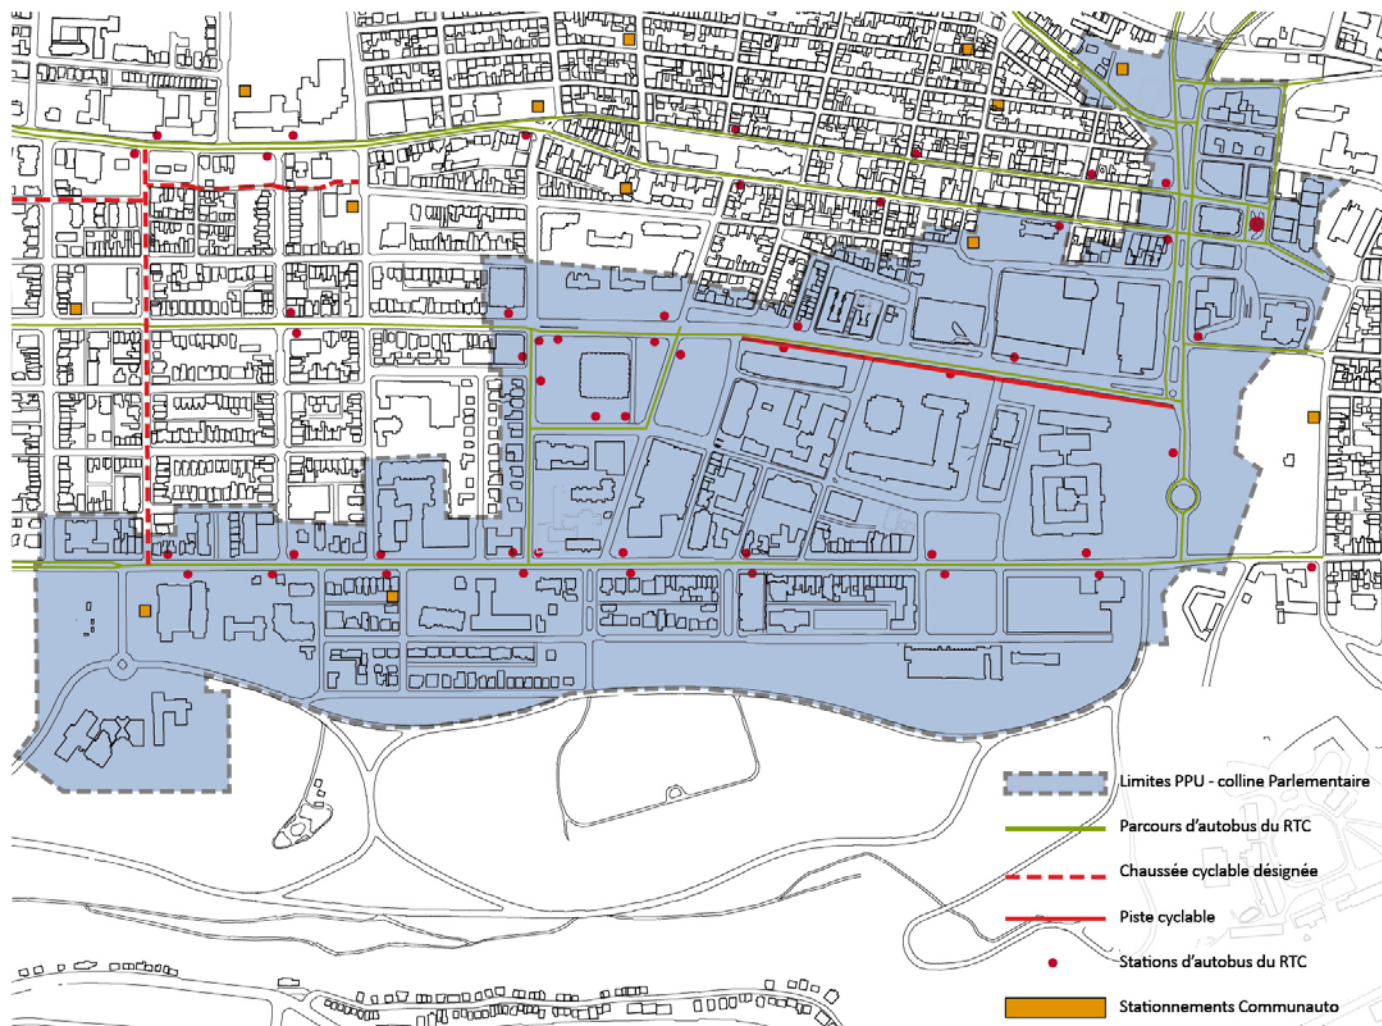 Limites PPU - colline Parlementaire
Parcours d'autobus du RTC
Chaussée cyclable désignée
Piste cyclable
Stations d'autobus du RTC
Stationnements Communauto